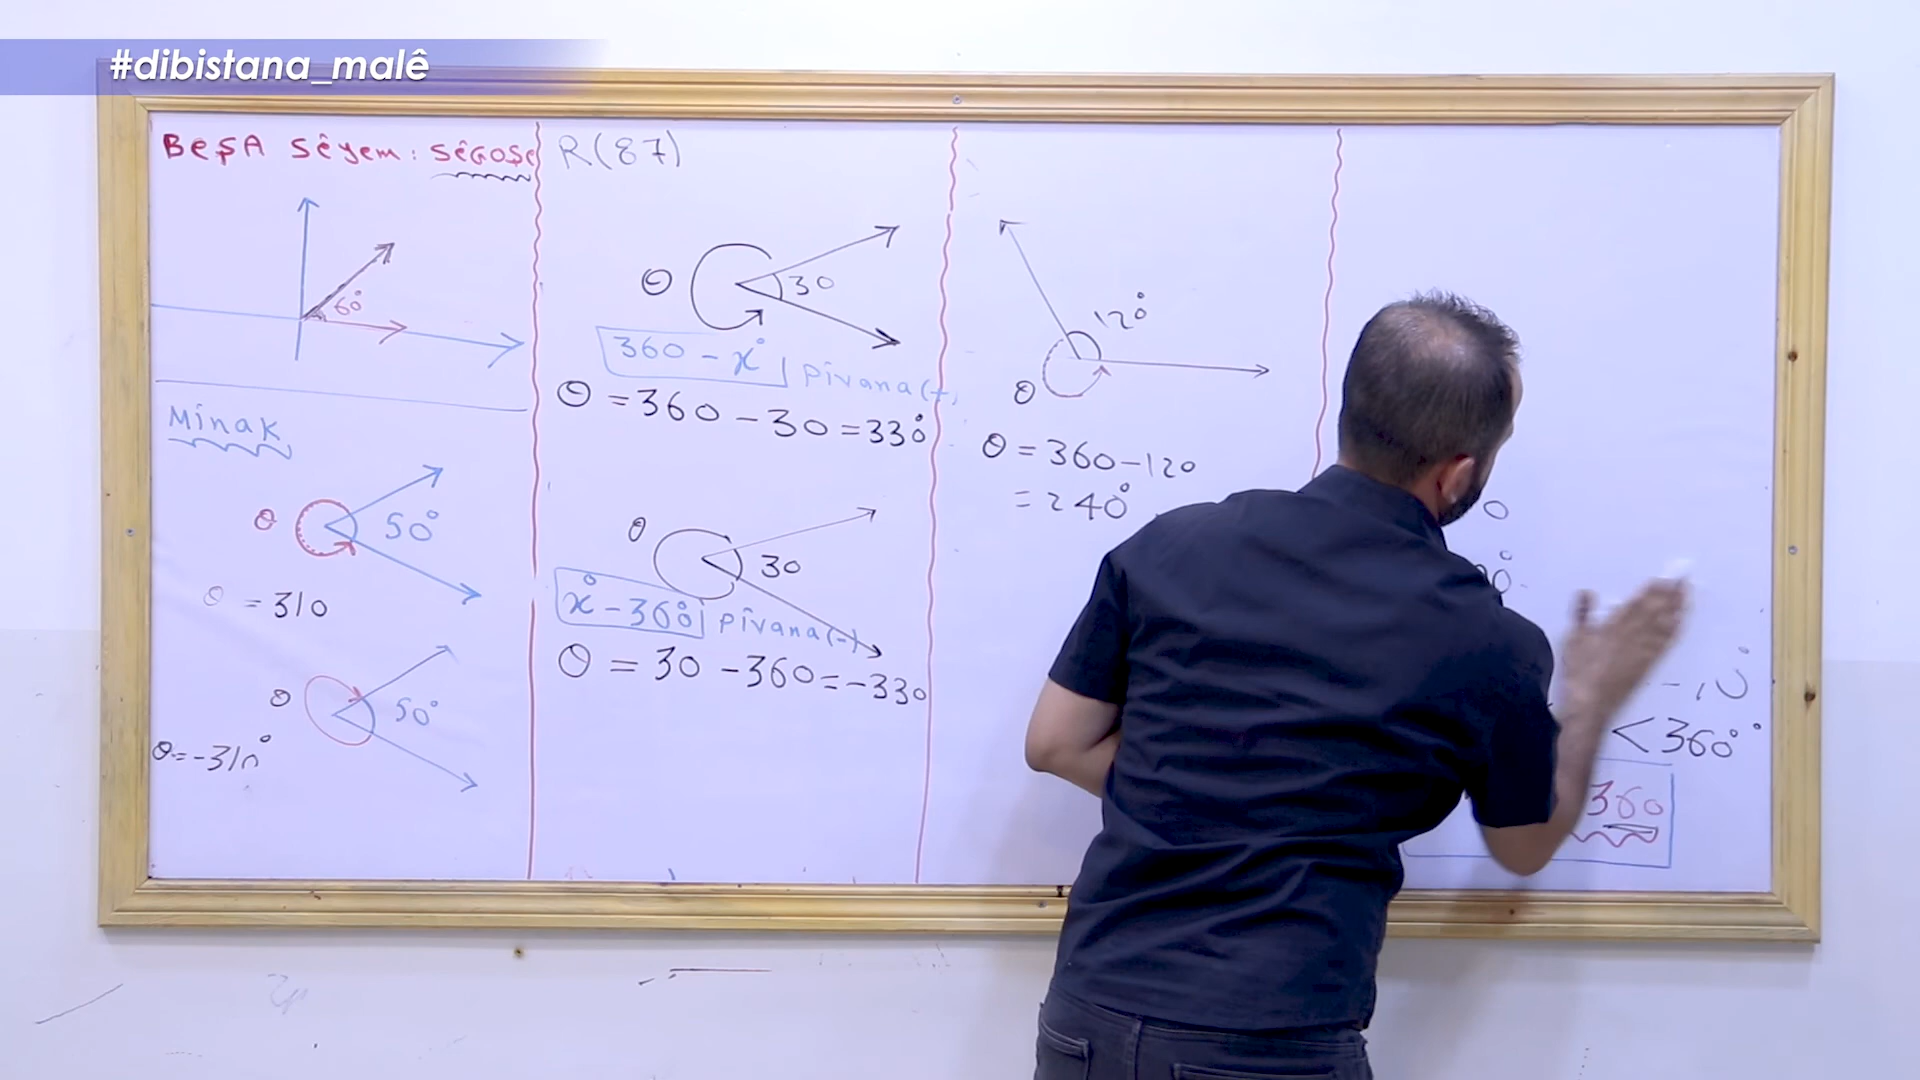 #dibistana_malê
BEŞA SÊYEM: SÊGOŞE
60°
Minak
θ
50°
θ = 310
θ
50°
θ = -310°
R(87)
θ
30
360 - x° pîvana (+)
θ = 360 - 30 = 330°
θ
30
x° - 360° pîvana (-)
θ = 30 - 360 = -330
120°
θ
θ = 360 - 120
= 240°
< 360°
360